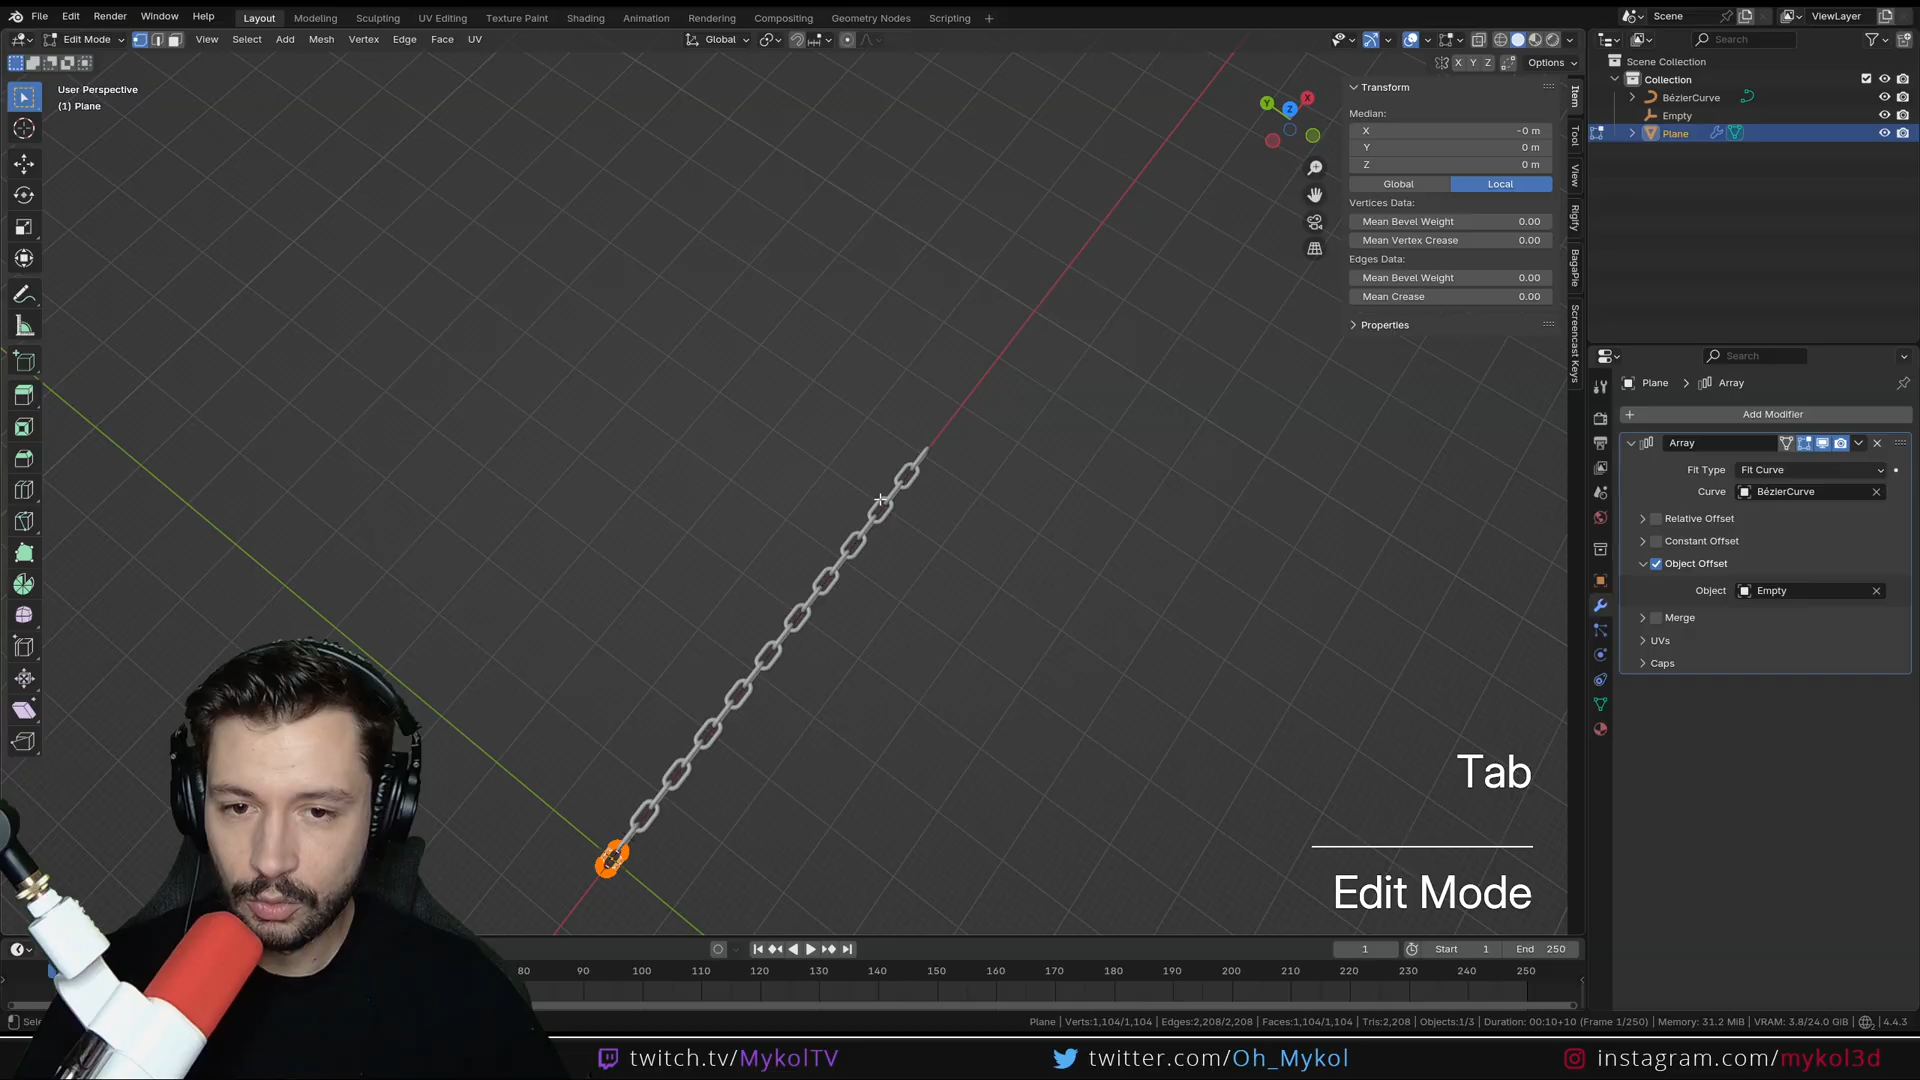 File Edit Render Window Help Layout Modeling Sculpting UV Editing Texture Paint Shading Animation Rendering Compositing Geometry Nodes Scripting + Scene ViewLayer
Edit Mode View Select Add Mesh Vertex Edge Face UV Global Search
X Y Z Options
User Perspective
(1) Plane
Y Z X
Transform
Median:
X -0 m
Y 0 m
Z 0 m
Global Local
Vertices Data:
Mean Bevel Weight 0.00
Mean Vertex Crease 0.00
Edges Data:
Mean Bevel Weight 0.00
Mean Crease 0.00
Properties
Item
Tool
View
Rigify
BagaPie
Screencast Keys
Scene Collection
Collection
BézierCurve
Empty
Plane
Search
Plane > Array
+ Add Modifier
Array
Fit Type Fit Curve
Curve BézierCurve
Relative Offset
Constant Offset
Object Offset
Object Empty
Merge
UVs
Caps
Tab
Edit Mode
1 Start 1 End 250
80 90 100 110 120 130 140 150 160 170 180 190 200 210 220 230 240 250
Plane | Verts:1,104/1,104 | Edges:2,208/2,208 | Faces:1,104/1,104 | Tris:2,208 | Objects:1/3 | Duration: 00:10+10 (Frame 1/250) | Memory: 31.2 MiB | VRAM: 3.8/24.0 GiB 4.4.3
twitch.tv/MykolTV twitter.com/Oh_Mykol instagram.com/mykol3d